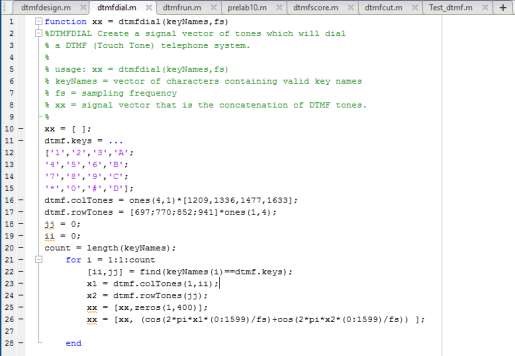 dtmfdesign.m × dtmfdial.m × dtmfrun.m × prelab10.m × dtmfscore.m × dtmfcut.m × Test_dtmf.m × +
1 function xx = dtmfdial(keyNames,fs)
2 %DTMFDIAL Create a signal vector of tones which will dial
3 % a DTMF (Touch Tone) telephone system.
4 %
5 % usage: xx = dtmfdial(keyNames,fs)
6 % keyNames = vector of characters containing valid key names
7 % fs = sampling frequency
8 % xx = signal vector that is the concatenation of DTMF tones.
9 %
10 - xx = [ ];
11 - dtmf.keys = ...
12 ['1','2','3','A';
13 '4','5','6','B';
14 '7','8','9','C';
15 '*','0','#','D'];
16 - dtmf.colTones = ones(4,1)*[1209,1336,1477,1633];
17 - dtmf.rowTones = [697;770;852;941]*ones(1,4);
18 - jj = 0;
19 - ii = 0;
20 - count = length(keyNames);
21 - for i = 1:1:count
22 - [ii,jj] = find(keyNames(i)==dtmf.keys);
23 - x1 = dtmf.colTones(1,ii);
24 - x2 = dtmf.rowTones(jj);
25 - xx = [xx,zeros(1,400)];
26 - xx = [xx, (cos(2*pi*x1*(0:1599)/fs)+cos(2*pi*x2*(0:1599)/fs)) ];
27
28 - end